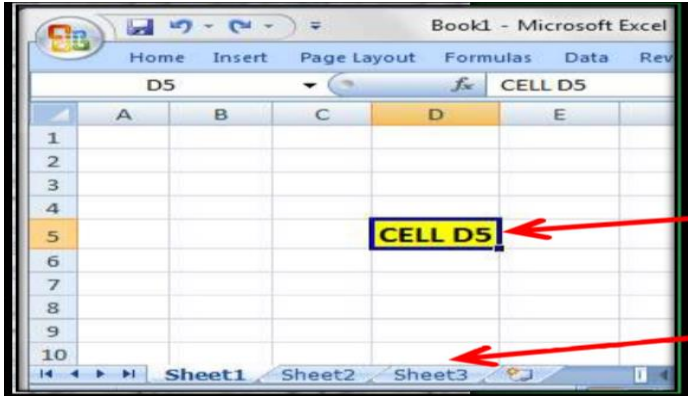 Book1 - Microsoft Excel
Home Insert Page Layout Formulas Data Rev
D5 fx CELL D5
A B C D E
1
2
3
4
5 CELL D5
6
7
8
9
10
Sheet1 Sheet2 Sheet3